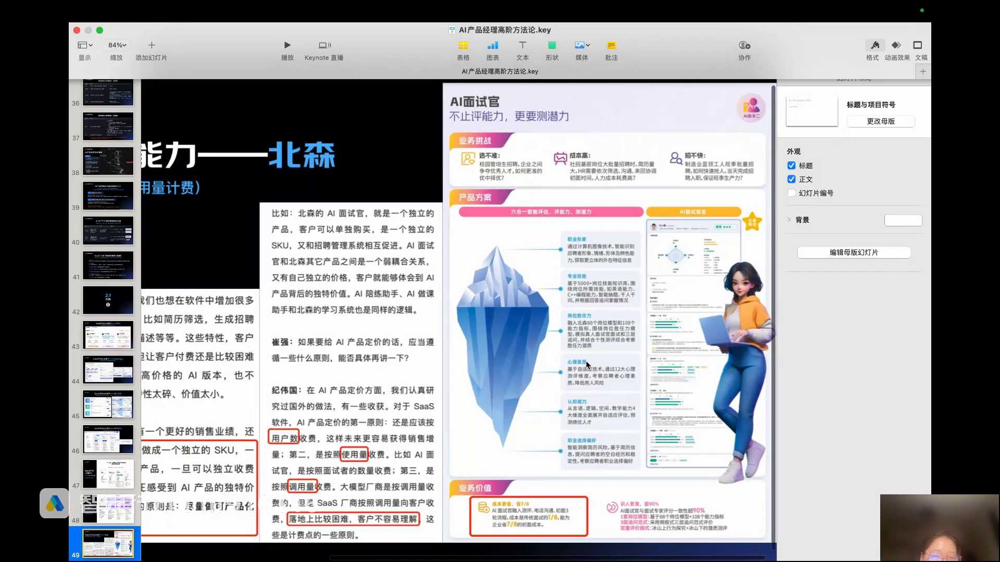 AI产品经理高阶方法论.key
显示
84%
缩放
添加幻灯片
播放
Keynote 直播
表格
图表
文本
形状
媒体
批注
协作
格式
动画效果
文稿
AI产品经理高阶方法论.key
36
37
38
39
40
41
42
43
44
45
46
47
48
49
能力——北森
用量计费）
我们也想在软件中增加很多
比如简历筛选，生成招聘
描述等等。这些特性，客户
但让客户付费还是比较困难
高价格的 AI 版本，也不
特性太碎、价值太小。
有一个更好的销售业绩，还
做成一个独立的 SKU，一
产品，一旦可以独立收费
正感受到 AI 产品的独特价
的原则是：尽量做可产品化
比如：北森的 AI 面试官，就是一个独立的
产品，客户可以单独购买，是一个独立的
SKU，又和招聘管理系统相互促进。AI 面试
官和北森其它产品之间是一个弱耦合关系，
又有自己独立的价格，客户就能够体会到 AI
产品背后的独特价值。AI 陪练助手、AI 做课
助手和北森的学习系统也是同样的逻辑。
崔强：如果要给 AI 产品定价的话，应当遵
循一些什么原则，能否具体再讲一下？
纪伟国：在 AI 产品定价方面，我们认真研
究过国外的做法，有一些收获。对于 SaaS
软件，AI 产品定价的第一原则：还是应该按
用户数收费，这样未来更容易获得销售增
量；第二，是按照使用量收费。比如 AI 面
试官，是按照面试者的数量收费；第三，是
按照调用量收费。大模型厂商是按调用量收
费的，但是 SaaS 厂商按照调用量向客户收
费，落地上比较困难，客户不容易理解。这
些是计费点的一些原则。
AI面试官
不止评能力，更要测潜力
AI助手二
业务挑战
选不准：
校园管培生招聘，企业之间
争夺优秀人才，如何更准的
优中择优？
成本高：
社招基层岗位大批量招聘时，简历量
大，HR需要依次筛选、沟通、来回协调
初面时间，人力成本耗费高？
招不快：
制造业蓝领工人旺季批量招
聘，如何快速抢人，当天完成招
聘入职，保证旺季生产力？
产品方案
六合一智能评估，评能力，测潜力
AI面试报告
职业形象
通过计算机图像技术，智能识别
应聘者形象、情绪、形体及辨色能
力，获取更立体的外在特征信息
专业技能
基于5000+岗位技能知识库，围
绕岗位所需技能，如英语能力、
C++编程能力，智能抽题，千人千
问，并根据回答追问掌握情况
岗位胜任力
融入北森88个岗位模型和108个
能力指标，围绕岗位胜任力模
型，模拟真人面试官面试和三层
追问，并结合个性测评综合考察
胜任力潜质
心理素质
基于自适应技术，通过12大心理
测评维度，考察应聘者心理素
质，降低用人风险
认知能力
从言语、逻辑、空间、数学能力4
大维度全面展开自适应评估，预
测绩优人才
职业选择偏好
智能洞察简历风险，基于简历信
息，提问应聘者的空白经历和稳
定性，考察应聘者职业选择偏好
业务价值
成本更省，省7/8
AI 面试官融入测评、电话沟通、初面3
轮流程，成本是传统面试的1/8，能为
企业省7/8的初面成本。
识人更准，超90%
AI面试官与面试专家评分一致性超90%
1套岗位模型：基于88个岗位模型+108个能力指标
3层追问范式：采用倒叙式三层追问范式评价
双重评价模式：冰山上行为探究+冰山下的潜质测评
标题与项目符号
更改母版
外观
标题
正文
幻灯片编号
背景
编辑母版幻灯片